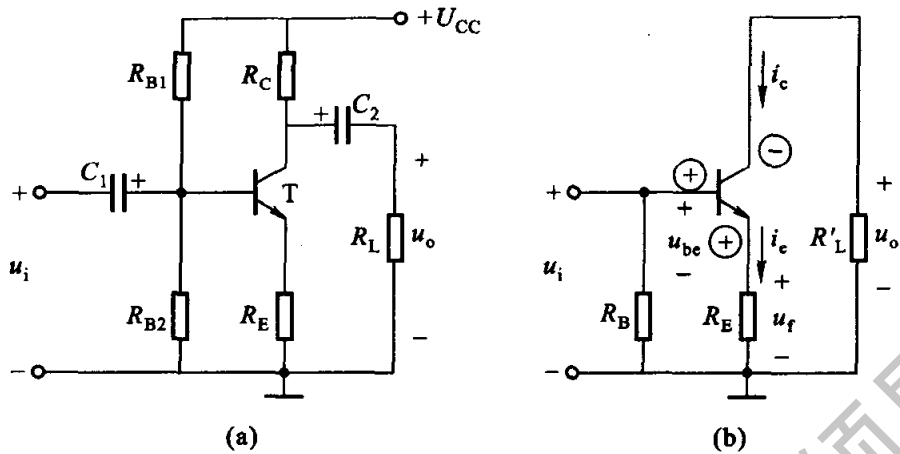 +U_CC
R_B1
R_C
+
C_2
C_1
+
+
+
T
R_L
u_o
u_i
R_B2
R_E
−
−
(a)
i_c
−
+
+
+
+
u_be
+
i_e
R'_L
u_o
u_i
−
+
−
R_B
R_E
u_f
−
−
(b)